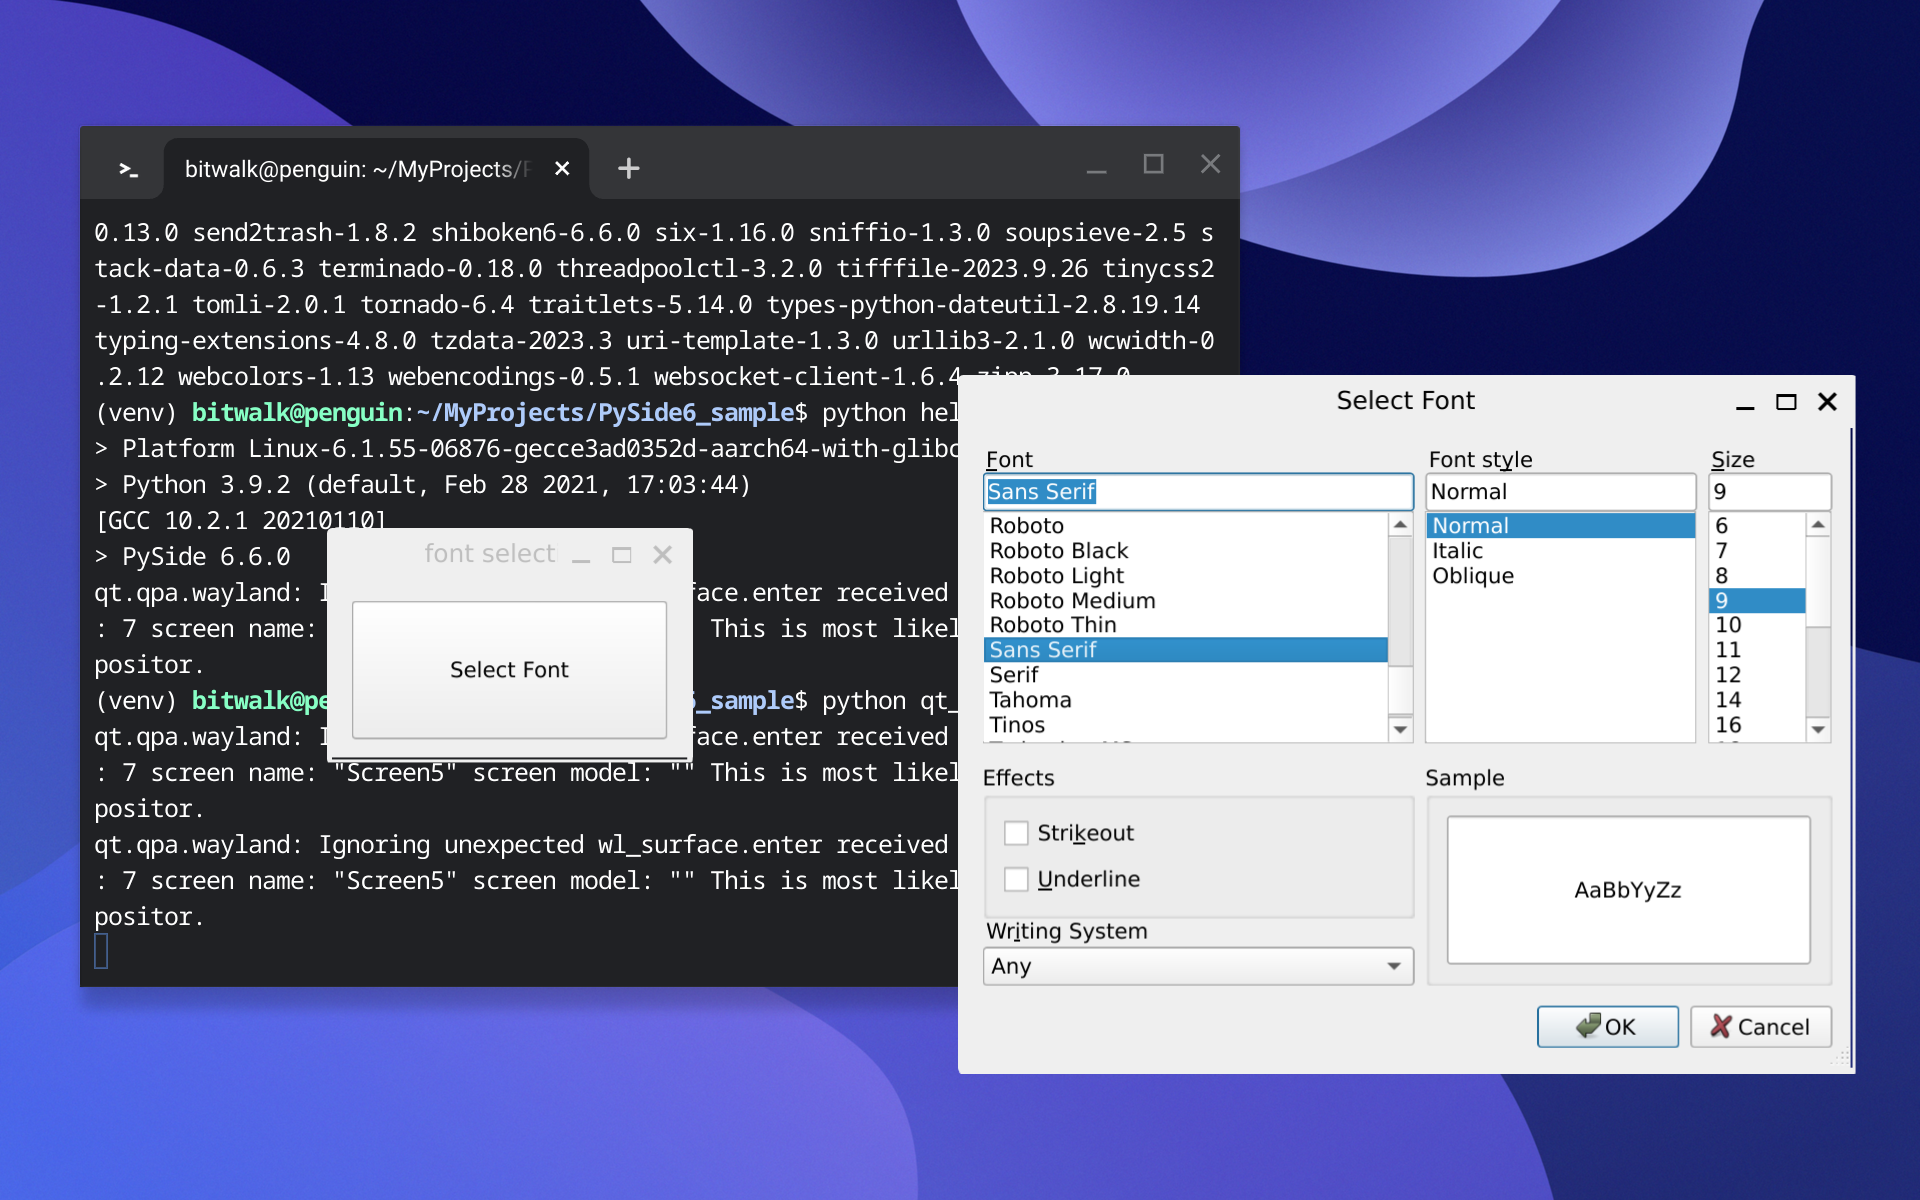 bitwalk@penguin: ~/MyProjects/
0.13.0 send2trash-1.8.2 shiboken6-6.6.0 six-1.16.0 sniffio-1.3.0 soupsieve-2.5 s
tack-data-0.6.3 terminado-0.18.0 threadpoolctl-3.2.0 tifffile-2023.9.26 tinycss2
-1.2.1 tomli-2.0.1 tornado-6.4 traitlets-5.14.0 types-python-dateutil-2.8.19.14
typing-extensions-4.8.0 tzdata-2023.3 uri-template-1.3.0 urllib3-2.1.0 wcwidth-0
.2.12 webcolors-1.13 webencodings-0.5.1 websocket-client-1.6.4 zipp-3.17.0
(venv) bitwalk@penguin:~/MyProjects/PySide6_sample$ python hel
> Platform Linux-6.1.55-06876-gecce3ad0352d-aarch64-with-glibc
> Python 3.9.2 (default, Feb 28 2021, 17:03:44)
[GCC 10.2.1 20210110]
> PySide 6.6.0
qt.qpa.wayland: I face.enter received
: 7 screen name: This is most likel
positor.
(venv) bitwalk@pe 6_sample$ python qt_
qt.qpa.wayland: I face.enter received
: 7 screen name: "Screen5" screen model: "" This is most likel
positor.
qt.qpa.wayland: Ignoring unexpected wl_surface.enter received
: 7 screen name: "Screen5" screen model: "" This is most likel
positor.
font select
Select Font
Select Font
Font
Sans Serif
Roboto
Roboto Black
Roboto Light
Roboto Medium
Roboto Thin
Sans Serif
Serif
Tahoma
Tinos
Font style
Normal
Normal
Italic
Oblique
Size
9
6
7
8
9
10
11
12
14
16
Effects
Strikeout
Underline
Writing System
Any
Sample
AaBbYyZz
OK
Cancel